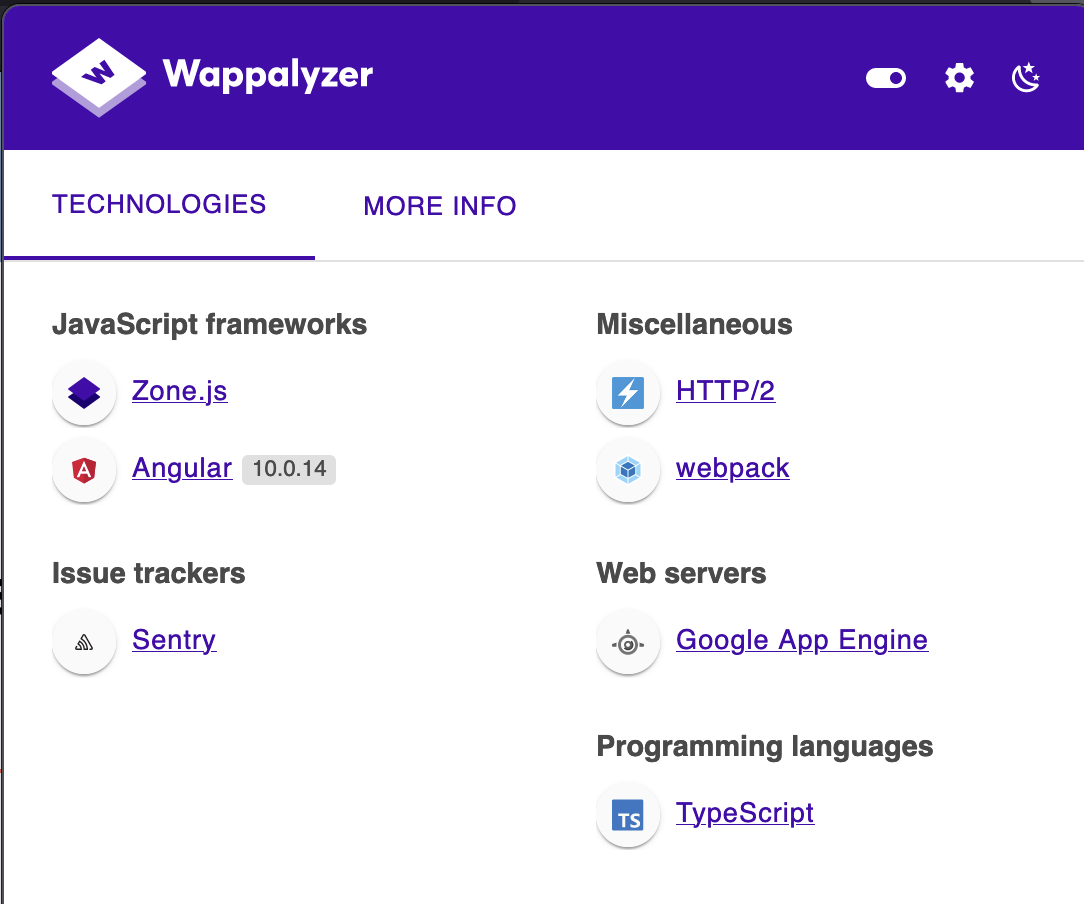 Wappalyzer
TECHNOLOGIES
MORE INFO
JavaScript frameworks
Zone.js
Angular 10.0.14
Issue trackers
Sentry
Miscellaneous
HTTP/2
webpack
Web servers
Google App Engine
Programming languages
TS TypeScript